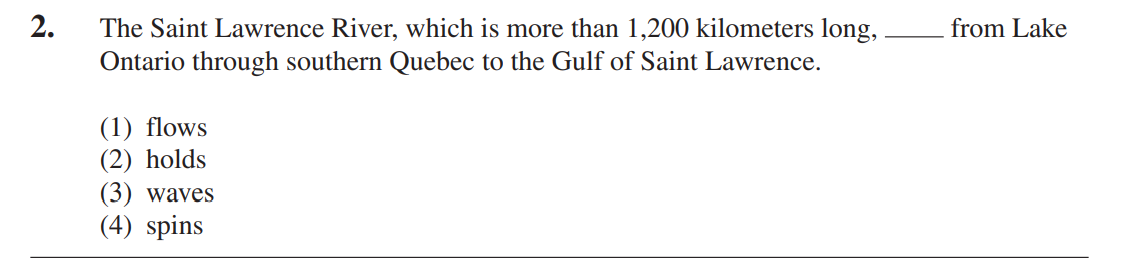 2. The Saint Lawrence River, which is more than 1,200 kilometers long, ____ from Lake
Ontario through southern Quebec to the Gulf of Saint Lawrence.
(1) flows
(2) holds
(3) waves
(4) spins